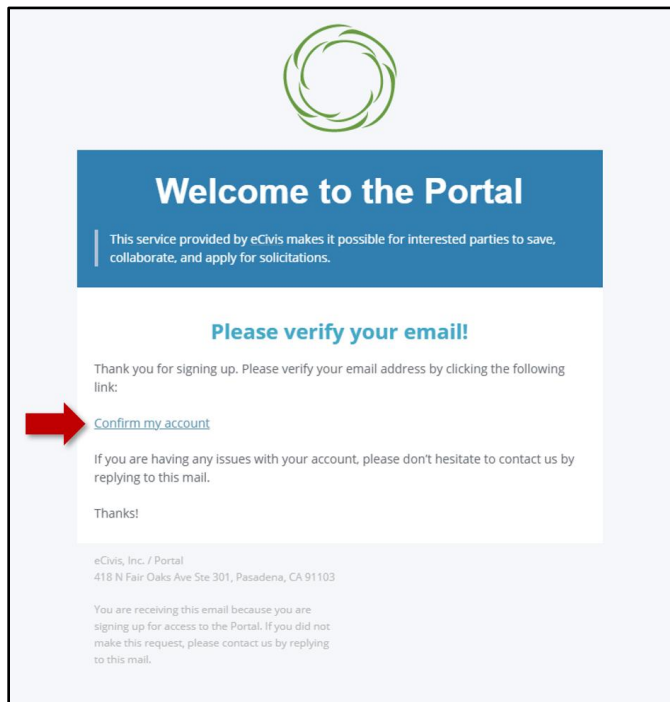 Welcome to the Portal
This service provided by eCivis makes it possible for interested parties to save,
collaborate, and apply for solicitations.
Please verify your email!
Thank you for signing up. Please verify your email address by clicking the following
link:
Confirm my account
If you are having any issues with your account, please don't hesitate to contact us by
replying to this mail.
Thanks!
eCivis, Inc. / Portal
418 N Fair Oaks Ave Ste 301, Pasadena, CA 91103
You are receiving this email because you are
signing up for access to the Portal. If you did not
make this request, please contact us by replying
to this mail.